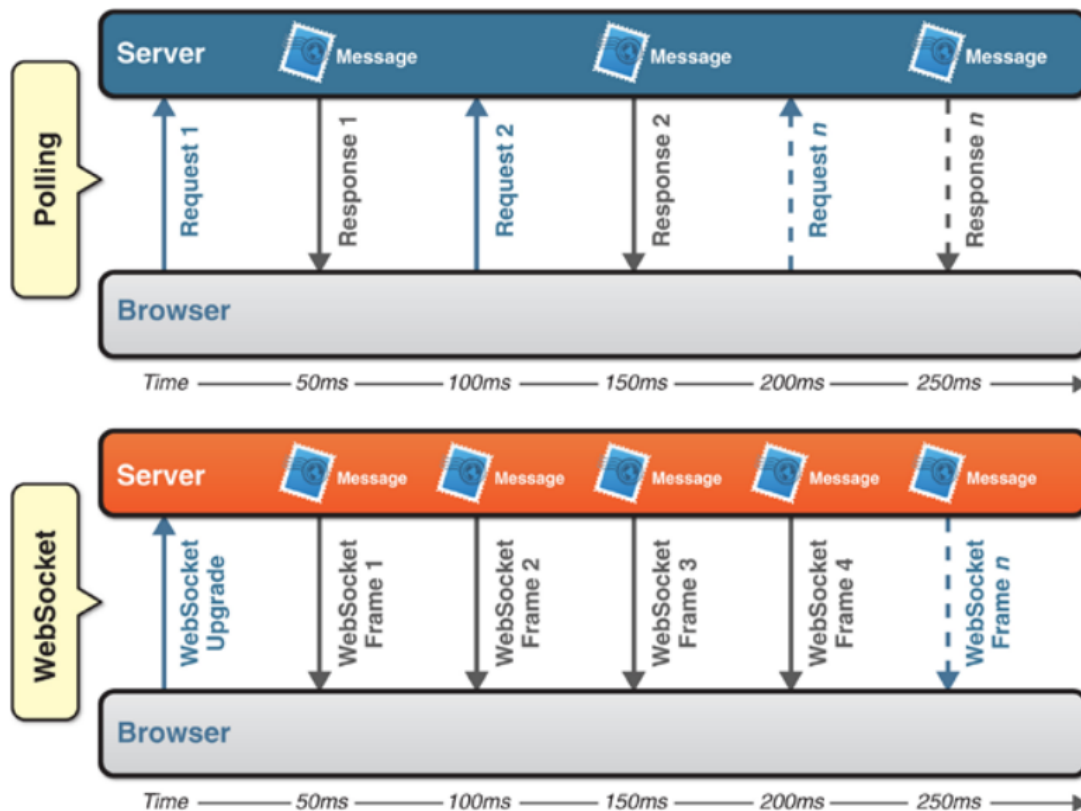 Polling
Server
Message
Message
Message
Request 1
Response 1
Request 2
Response 2
Request n
Response n
Browser
Time 50ms 100ms 150ms 200ms 250ms
WebSocket
Server
Message
Message
Message
Message
Message
WebSocket
Upgrade
WebSocket
Frame 1
WebSocket
Frame 2
WebSocket
Frame 3
WebSocket
Frame 4
WebSocket
Frame n
Browser
Time 50ms 100ms 150ms 200ms 250ms